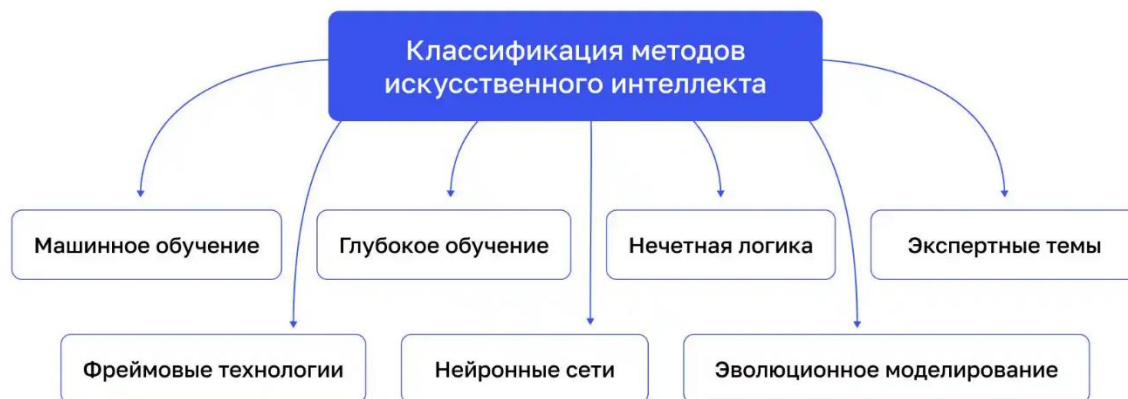 Классификация методов
искусственного интеллекта
Машинное обучение
Глубокое обучение
Нечетная логика
Экспертные темы
Фреймовые технологии
Нейронные сети
Эволюционное моделирование